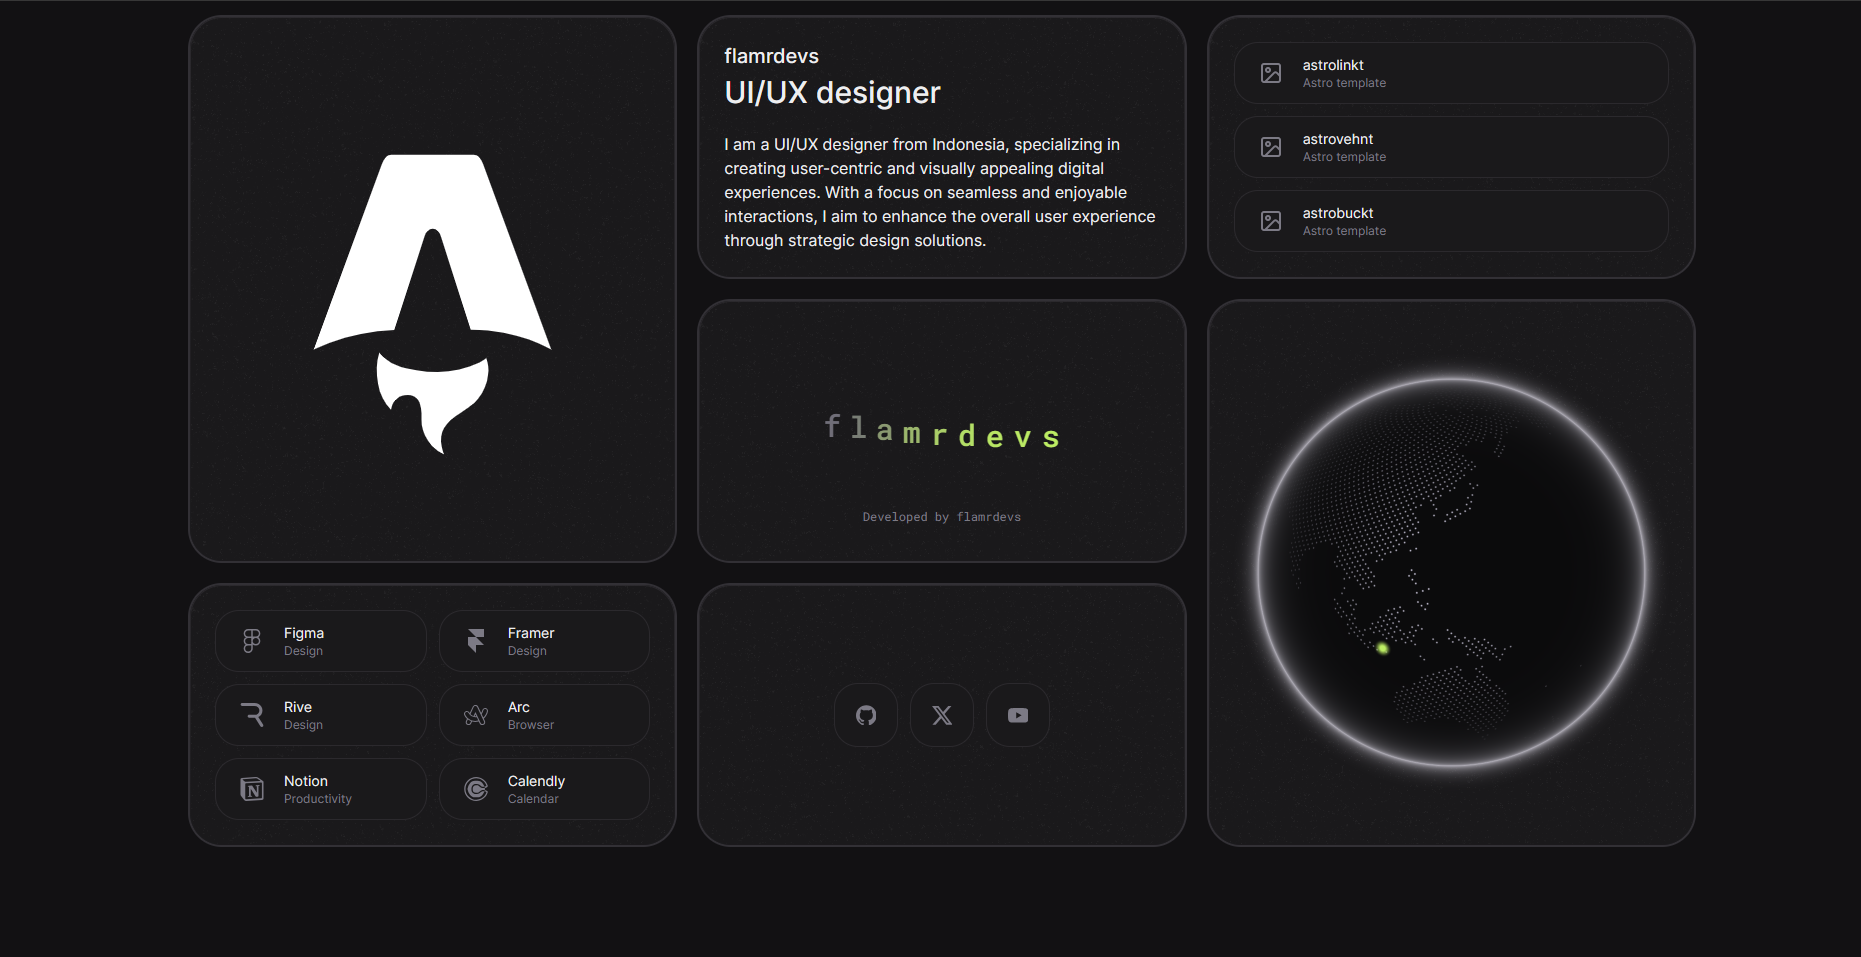 flamrdevs
UI/UX designer
I am a UI/UX designer from Indonesia, specializing in
creating user-centric and visually appealing digital
experiences. With a focus on seamless and enjoyable
interactions, I aim to enhance the overall user experience
through strategic design solutions.
astrolinkt
Astro template
astrovehnt
Astro template
astrobuckt
Astro template
flamrdevs
Developed by flamrdevs
Figma
Design
Framer
Design
Rive
Design
Arc
Browser
Notion
Productivity
Calendly
Calendar